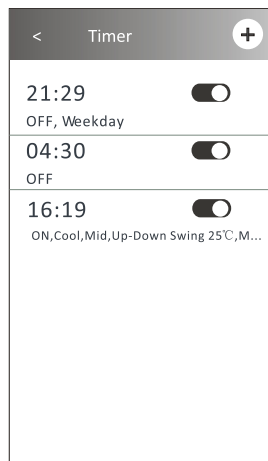 < Timer +
21:29
OFF, Weekday
04:30
OFF
16:19
ON,Cool,Mid,Up-Down Swing 25℃,M...